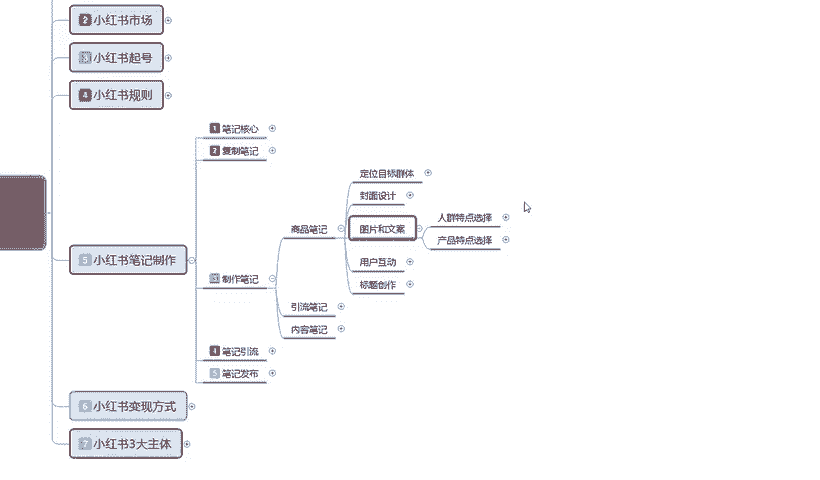 2 小红书市场
3 小红书起号
4 小红书规则
1 笔记核心
2 复制笔记
定位目标群体
封面设计
图片和文案
人群特点选择
产品特点选择
商品笔记
用户互动
标题创作
5 小红书笔记制作
3 制作笔记
引流笔记
内容笔记
4 笔记引流
5 笔记发布
6 小红书变现方式
7 小红书3大主体